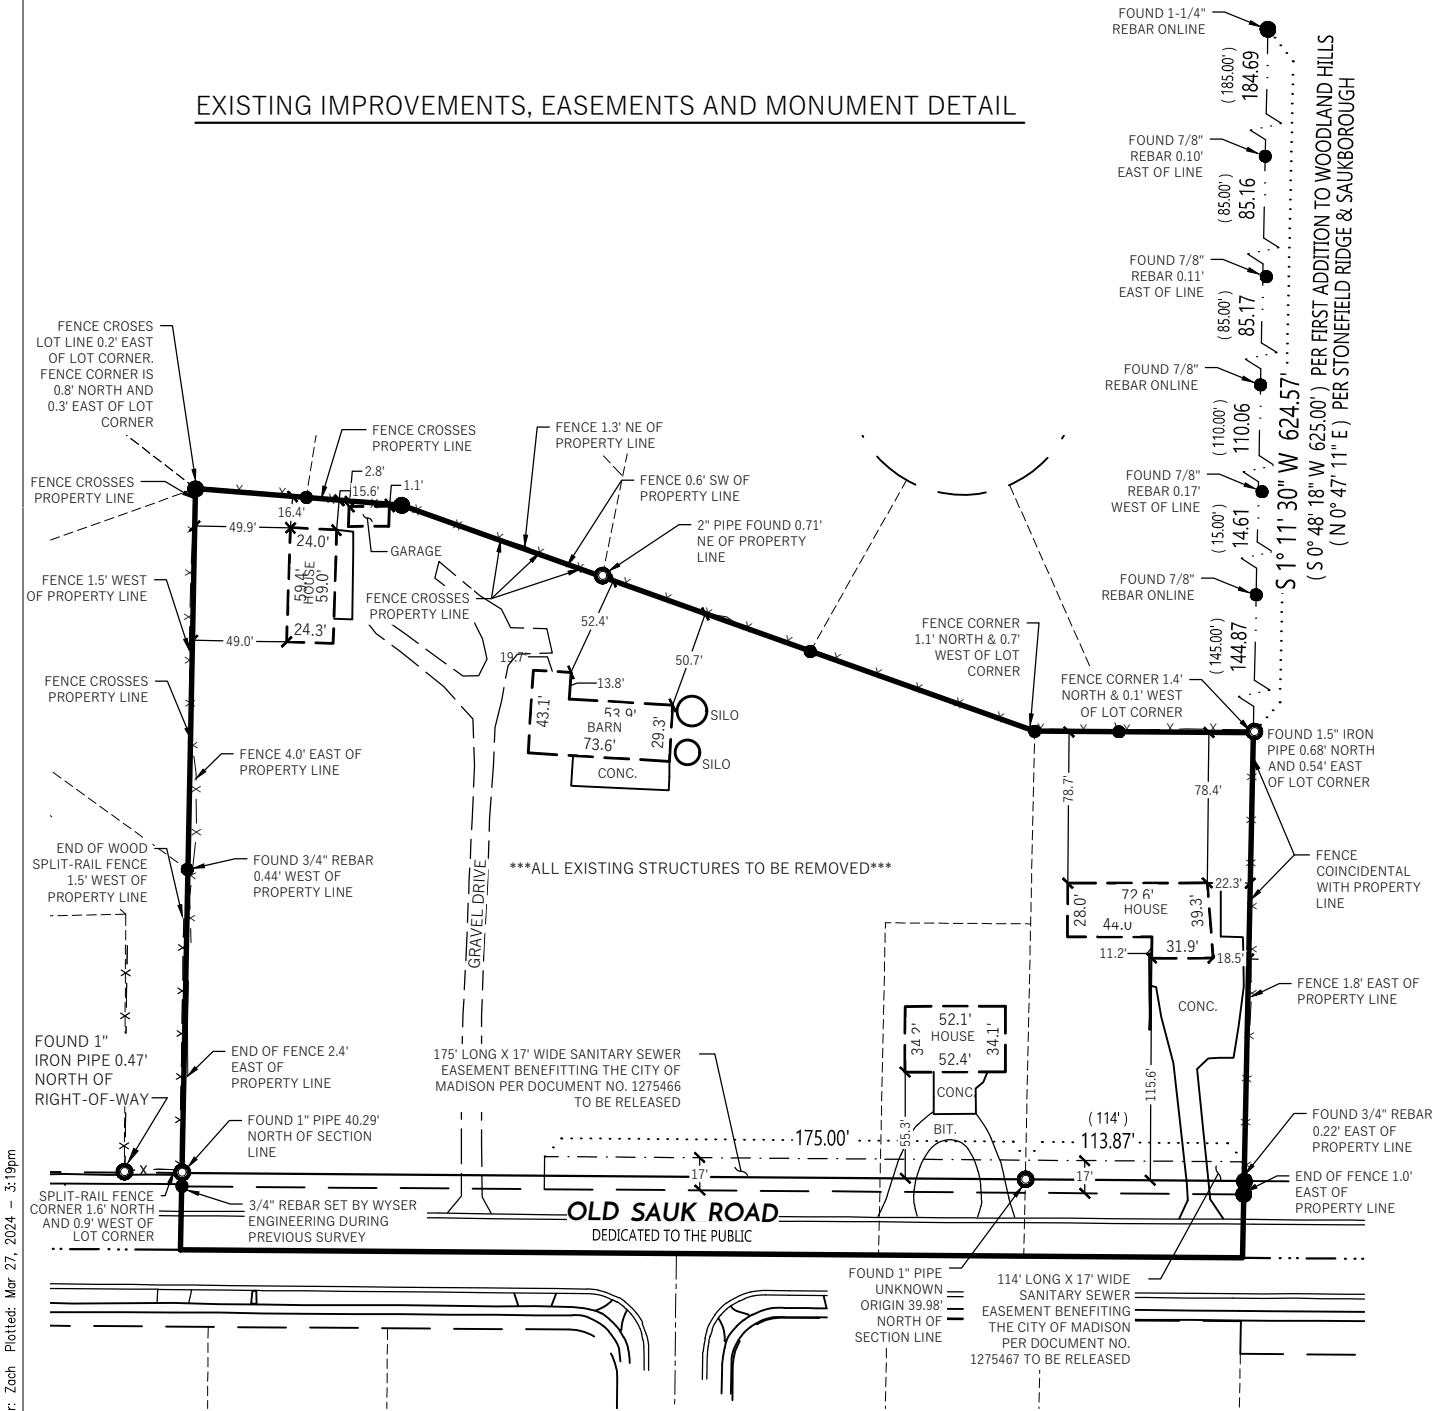 EXISTING IMPROVEMENTS, EASEMENTS AND MONUMENT DETAIL
FOUND 1-1/4"
REBAR ONLINE
(185.00')
184.69
FOUND 7/8"
REBAR 0.10'
EAST OF LINE
(85.00')
85.16
FOUND 7/8"
REBAR 0.11'
EAST OF LINE
(85.00')
85.17
FOUND 7/8"
REBAR ONLINE
(110.00')
110.06
FOUND 7/8"
REBAR 0.17'
WEST OF LINE
(15.00')
14.61
FOUND 7/8"
REBAR ONLINE
(145.00')
144.87
S 1° 11' 30" W 624.57'
( S 0° 48' 18" W 625.00' ) PER FIRST ADDITION TO WOODLAND HILLS
( N 0° 47' 11" E ) PER STONEFIELD RIDGE & SAUKBOROUGH
FENCE CROSES
LOT LINE 0.2' EAST
OF LOT CORNER.
FENCE CORNER IS
0.8' NORTH AND
0.3' EAST OF LOT
CORNER
FENCE CROSSES
PROPERTY LINE
FENCE CROSSES
PROPERTY LINE
2.8'
15.6'
1.1'
16.4'
49.9'
24.0'
59.4'
HOUSE
59.0'
24.3'
49.0'
GARAGE
FENCE 1.3' NE OF
PROPERTY LINE
FENCE 0.6' SW OF
PROPERTY LINE
2" PIPE FOUND 0.71'
NE OF PROPERTY
LINE
FENCE 1.5' WEST
OF PROPERTY LINE
FENCE CROSSES
PROPERTY LINE
FENCE CROSSES
PROPERTY LINE
52.4'
50.7'
19.7'
13.8'
43.1'
53.9'
BARN
73.6'
29.3'
CONC.
SILO
SILO
FENCE CORNER
1.1' NORTH & 0.7'
WEST OF LOT
CORNER
FENCE CORNER 1.4'
NORTH & 0.1' WEST
OF LOT CORNER
FOUND 1.5" IRON
PIPE 0.68' NORTH
AND 0.54' EAST
OF LOT CORNER
FENCE 4.0' EAST OF
PROPERTY LINE
END OF WOOD
SPLIT-RAIL FENCE
1.5' WEST OF
PROPERTY LINE
FOUND 3/4" REBAR
0.44' WEST OF
PROPERTY LINE
GRAVEL DRIVE
***ALL EXISTING STRUCTURES TO BE REMOVED***
78.7'
78.4'
22.3'
28.0'
72.6'
HOUSE
44.0'
39.3'
31.9'
11.2'
18.5'
CONC.
FENCE
COINCIDENTAL
WITH PROPERTY
LINE
FENCE 1.8' EAST OF
PROPERTY LINE
FOUND 1"
IRON PIPE 0.47'
NORTH OF
RIGHT-OF-WAY
END OF FENCE 2.4'
EAST OF
PROPERTY LINE
175' LONG X 17' WIDE SANITARY SEWER
EASEMENT BENEFITTING THE CITY OF
MADISON PER DOCUMENT NO. 1275466
TO BE RELEASED
52.1'
34.2'
HOUSE
34.1'
52.4'
CONC.
BIT.
55.3'
115.6'
FOUND 1" PIPE 40.29'
NORTH OF SECTION
LINE
175.00'
(114')
113.87'
17'
17'
FOUND 3/4" REBAR
0.22' EAST OF
PROPERTY LINE
END OF FENCE 1.0'
EAST OF
PROPERTY LINE
SPLIT-RAIL FENCE
CORNER 1.6' NORTH
AND 0.9' WEST OF
LOT CORNER
3/4" REBAR SET BY WYSER
ENGINEERING DURING
PREVIOUS SURVEY
OLD SAUK ROAD
DEDICATED TO THE PUBLIC
FOUND 1" PIPE
UNKNOWN
ORIGIN 39.98'
NORTH OF
SECTION LINE
114' LONG X 17' WIDE
SANITARY SEWER
EASEMENT BENEFITING
THE CITY OF MADISON
PER DOCUMENT NO.
1275467 TO BE RELEASED
r: Zach Plotted: Mar 27, 2024 - 3:19pm